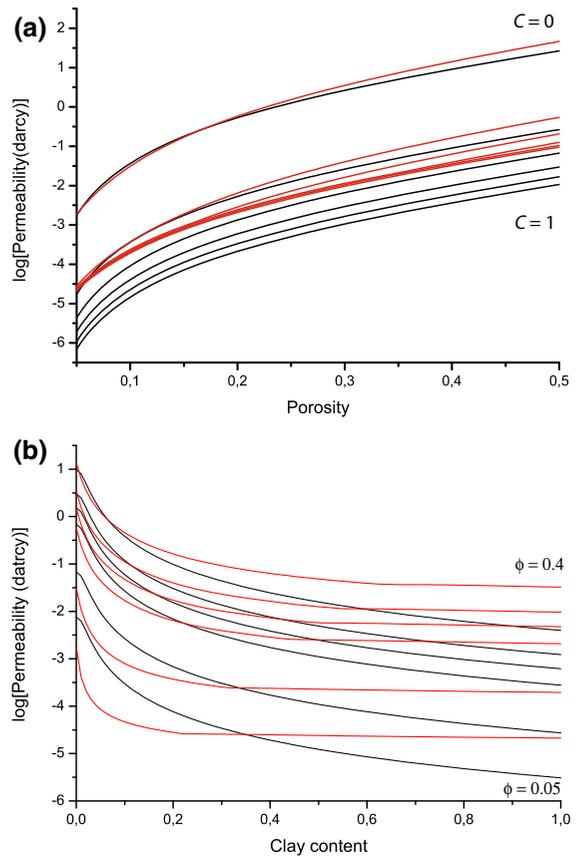 (a)
C = 0
C = 1
log[Permeability(darcy)]
2
1
0
-1
-2
-3
-4
-5
-6
0,1
0,2
0,3
0,4
0,5
Porosity
(b)
ϕ = 0.4
ϕ = 0.05
log[Permeability (datrcy)]
1
0
-1
-2
-3
-4
-5
-6
0,0
0,2
0,4
0,6
0,8
1,0
Clay content